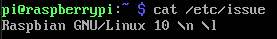 pi@raspberrypi:~ $ cat /etc/issue
Raspbian GNU/Linux 10 \n \l